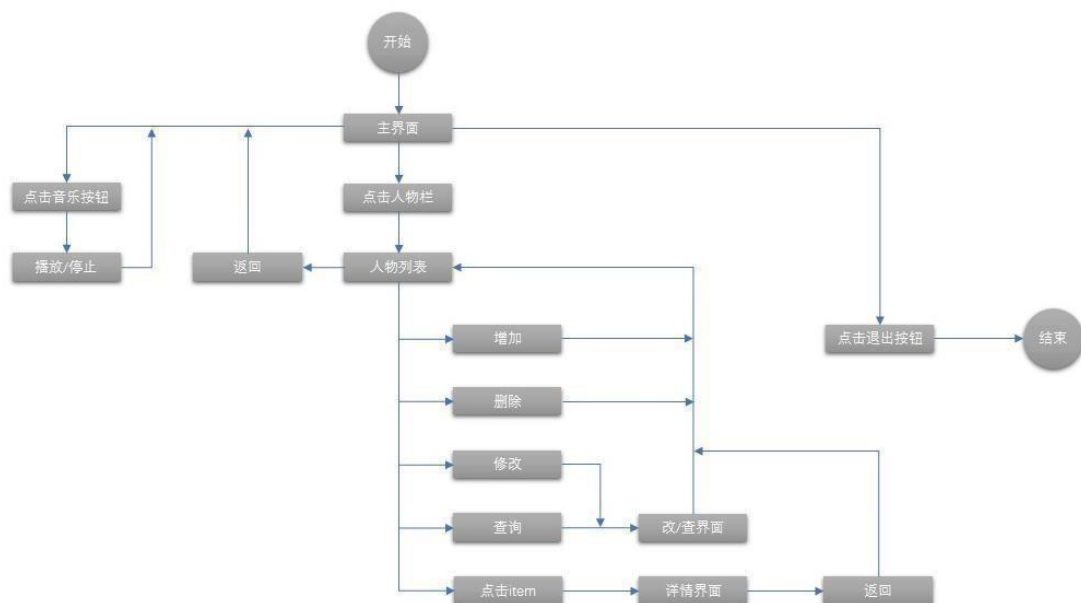 开始
主界面
点击音乐按钮
点击人物栏
播放/停止
返回
人物列表
增加
点击退出按钮
结束
删除
修改
查询
改/查界面
点击item
详情界面
返回